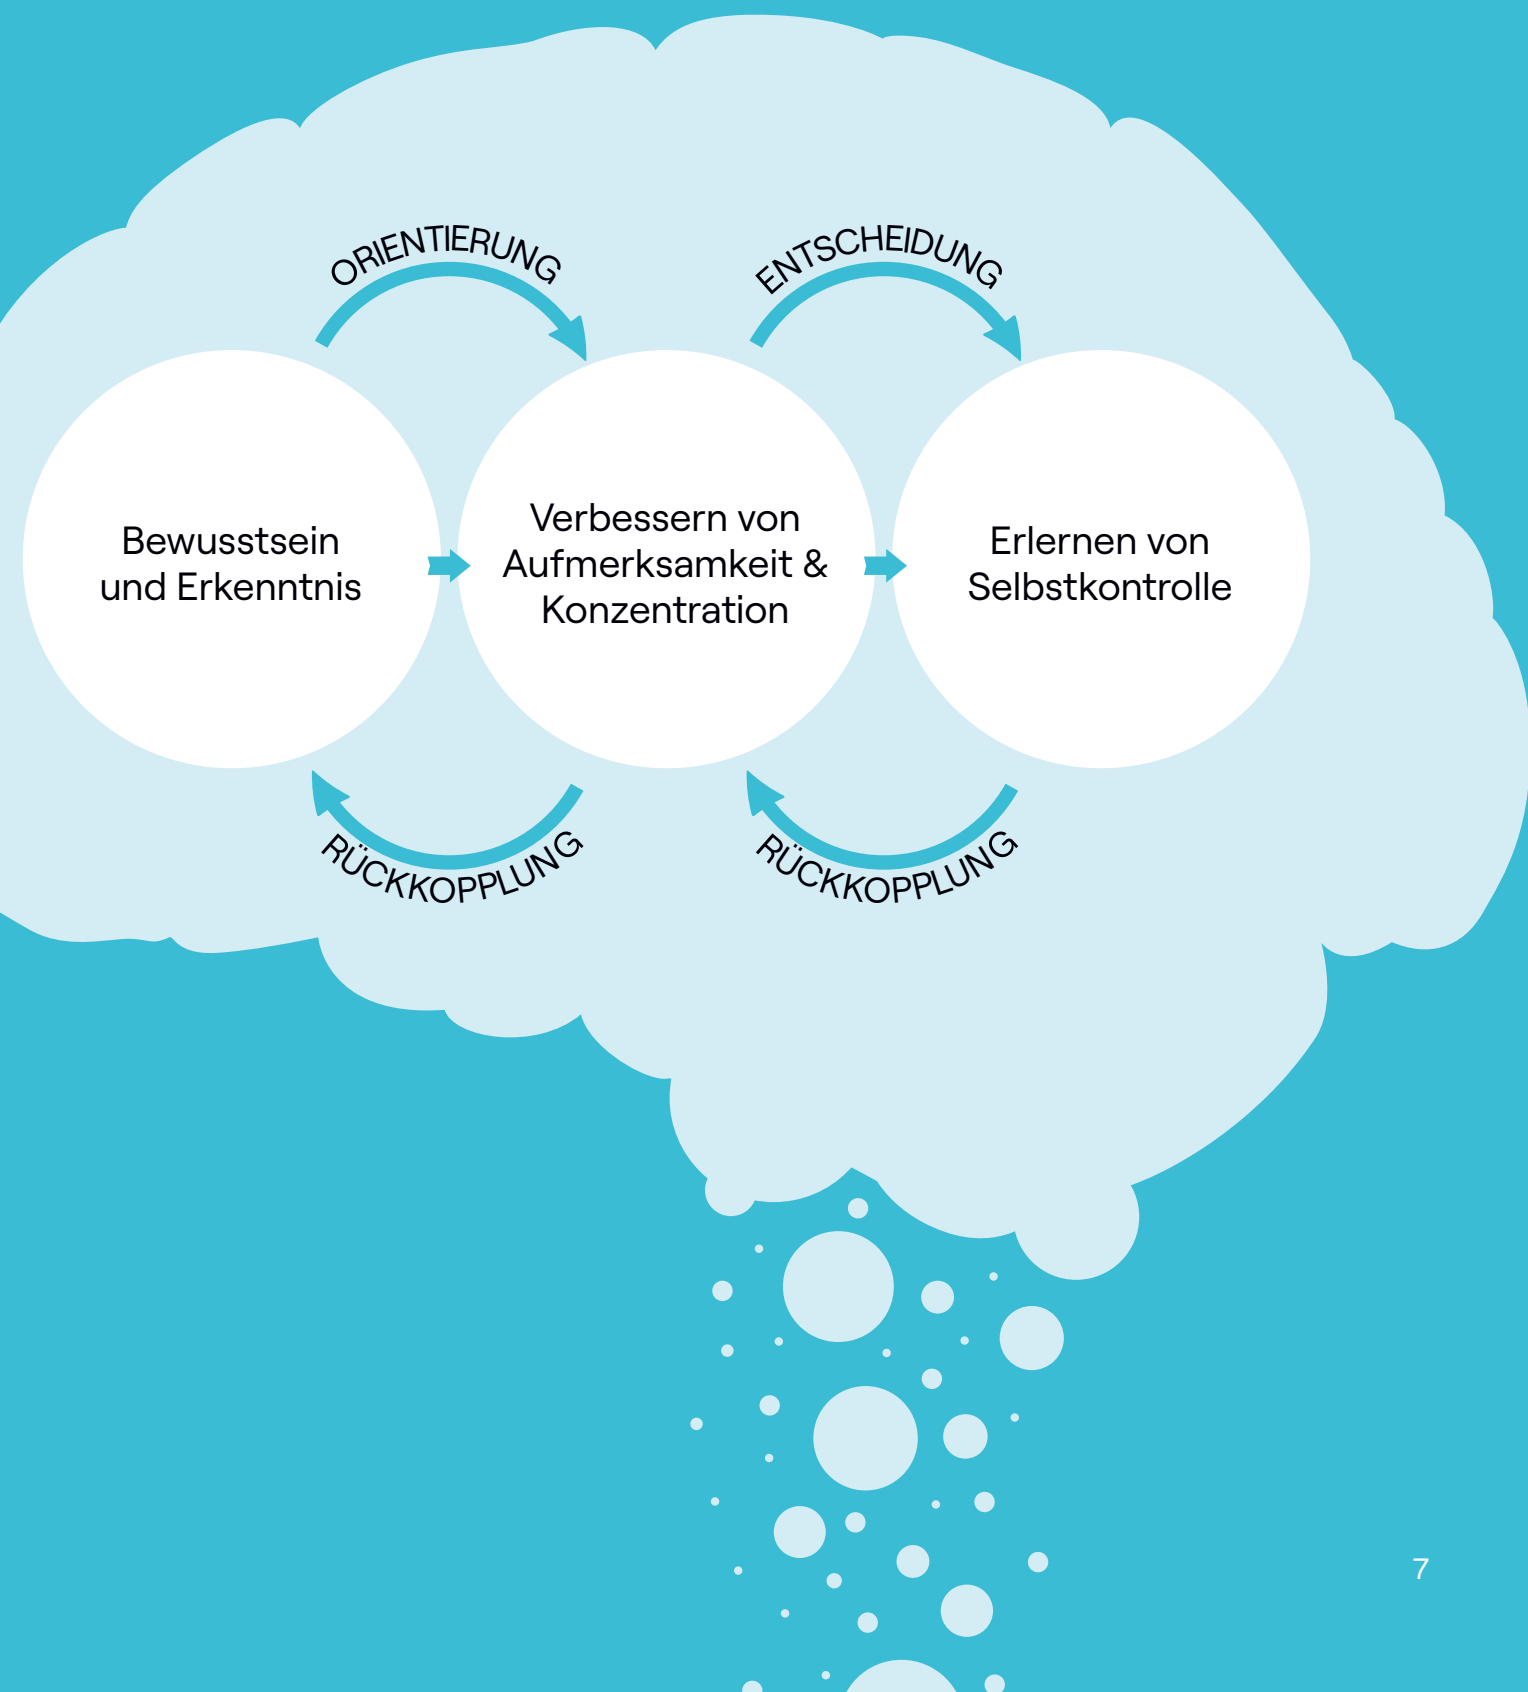 ORIENTIERUNG
ENTSCHEIDUNG
Bewusstsein
und Erkenntnis
Verbessern von
Aufmerksamkeit &
Konzentration
Erlernen von
Selbstkontrolle
RÜCKKOPPLUNG
RÜCKKOPPLUNG
7